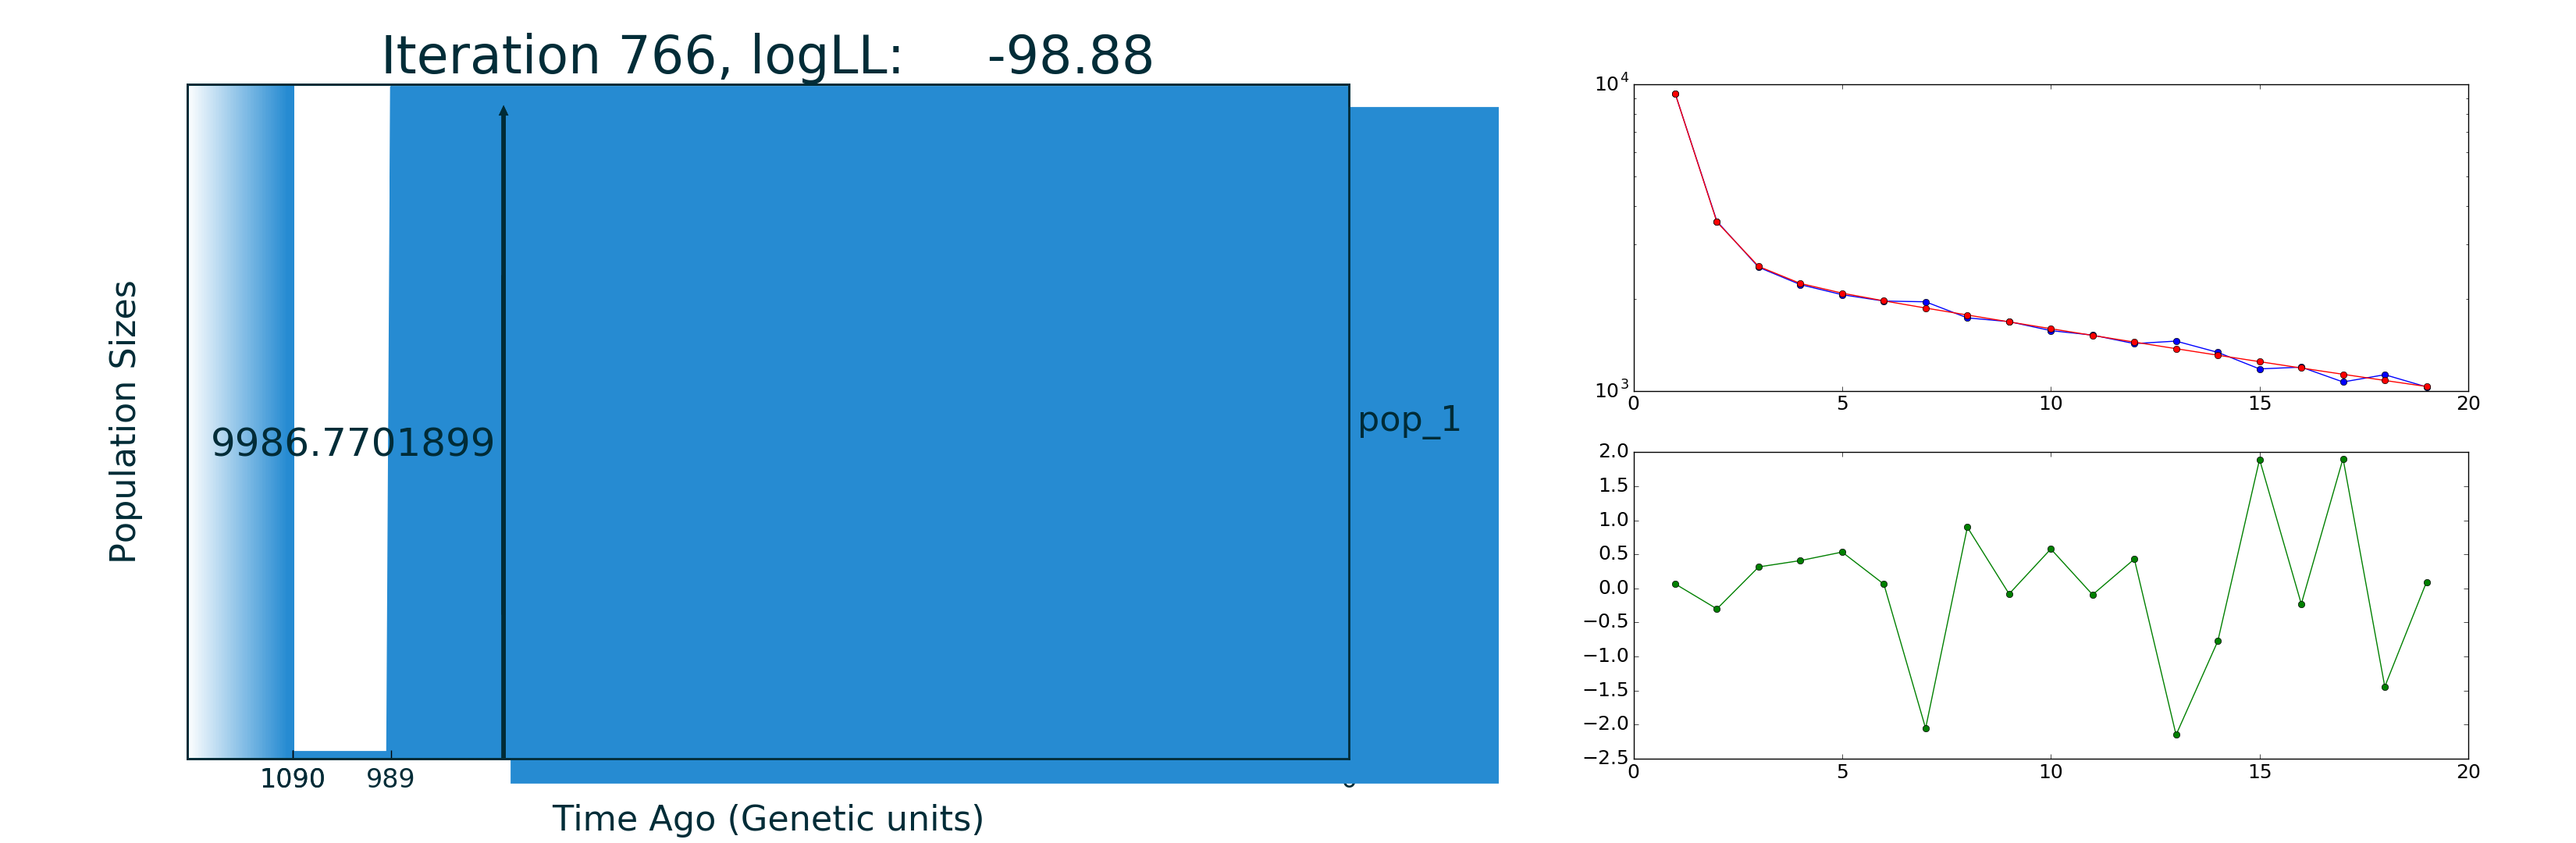 Iteration 766, logLL: -98.88
Population Sizes
9986.7701899
pop_1
1090 989
Time Ago (Genetic units)
10^4
10^3
0 5 10 15 20
2.0
1.5
1.0
0.5
0.0
−0.5
−1.0
−1.5
−2.0
−2.5
0 5 10 15 20